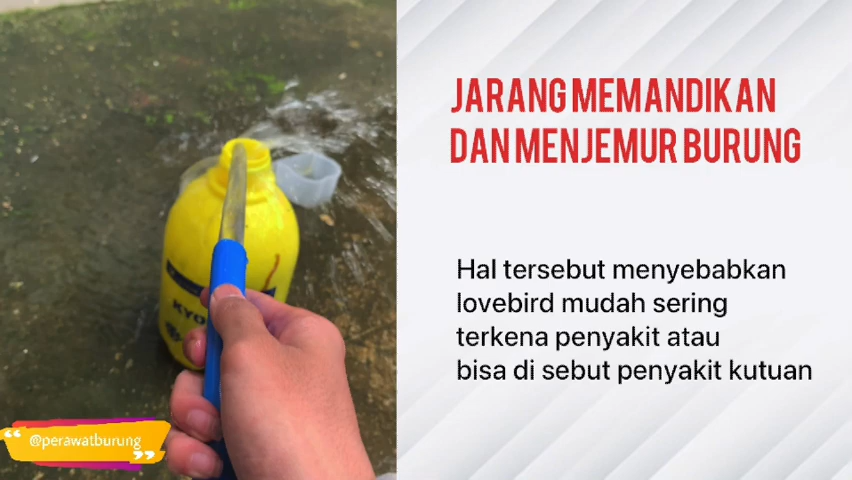 JARANG MEMANDIKAN
DAN MENJEMUR BURUNG
Hal tersebut menyebabkan
lovebird mudah sering
terkena penyakit atau
bisa di sebut penyakit kutuan
KYO
@perawatburung